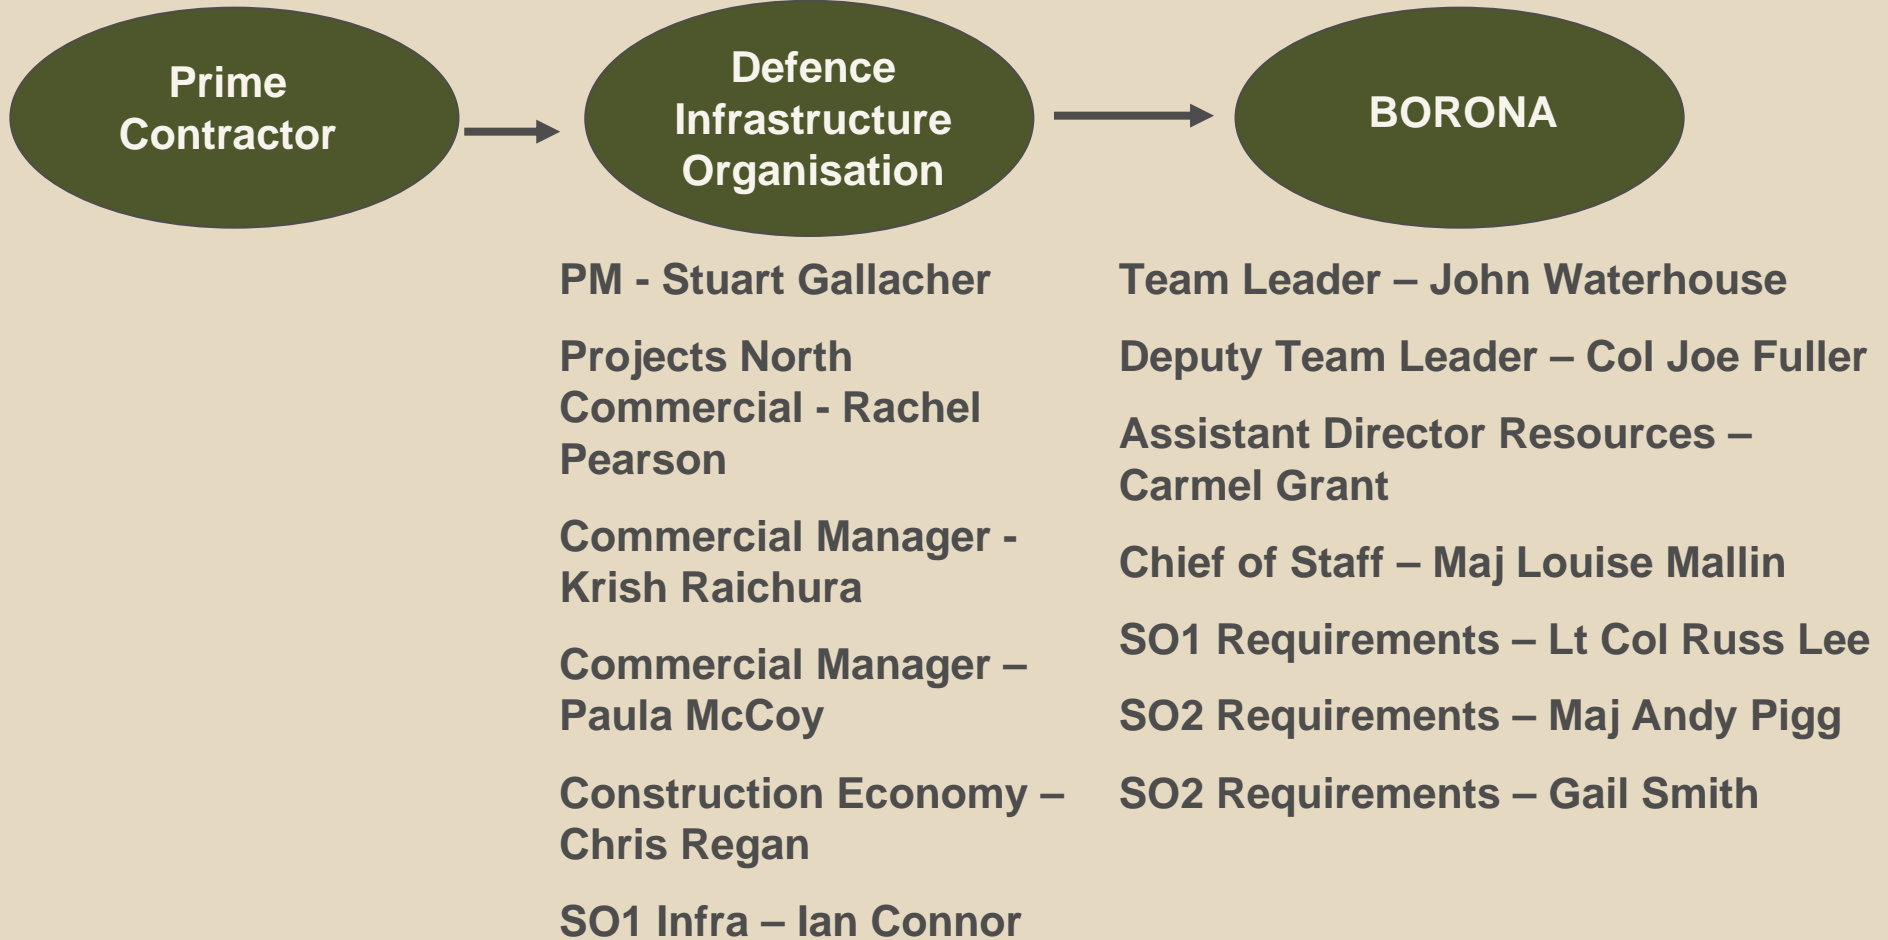 Prime
Contractor
Defence
Infrastructure
Organisation
BORONA
PM - Stuart Gallacher
Projects North
Commercial - Rachel
Pearson
Commercial Manager -
Krish Raichura
Commercial Manager –
Paula McCoy
Construction Economy –
Chris Regan
SO1 Infra – Ian Connor
Team Leader – John Waterhouse
Deputy Team Leader – Col Joe Fuller
Assistant Director Resources –
Carmel Grant
Chief of Staff – Maj Louise Mallin
SO1 Requirements – Lt Col Russ Lee
SO2 Requirements – Maj Andy Pigg
SO2 Requirements – Gail Smith